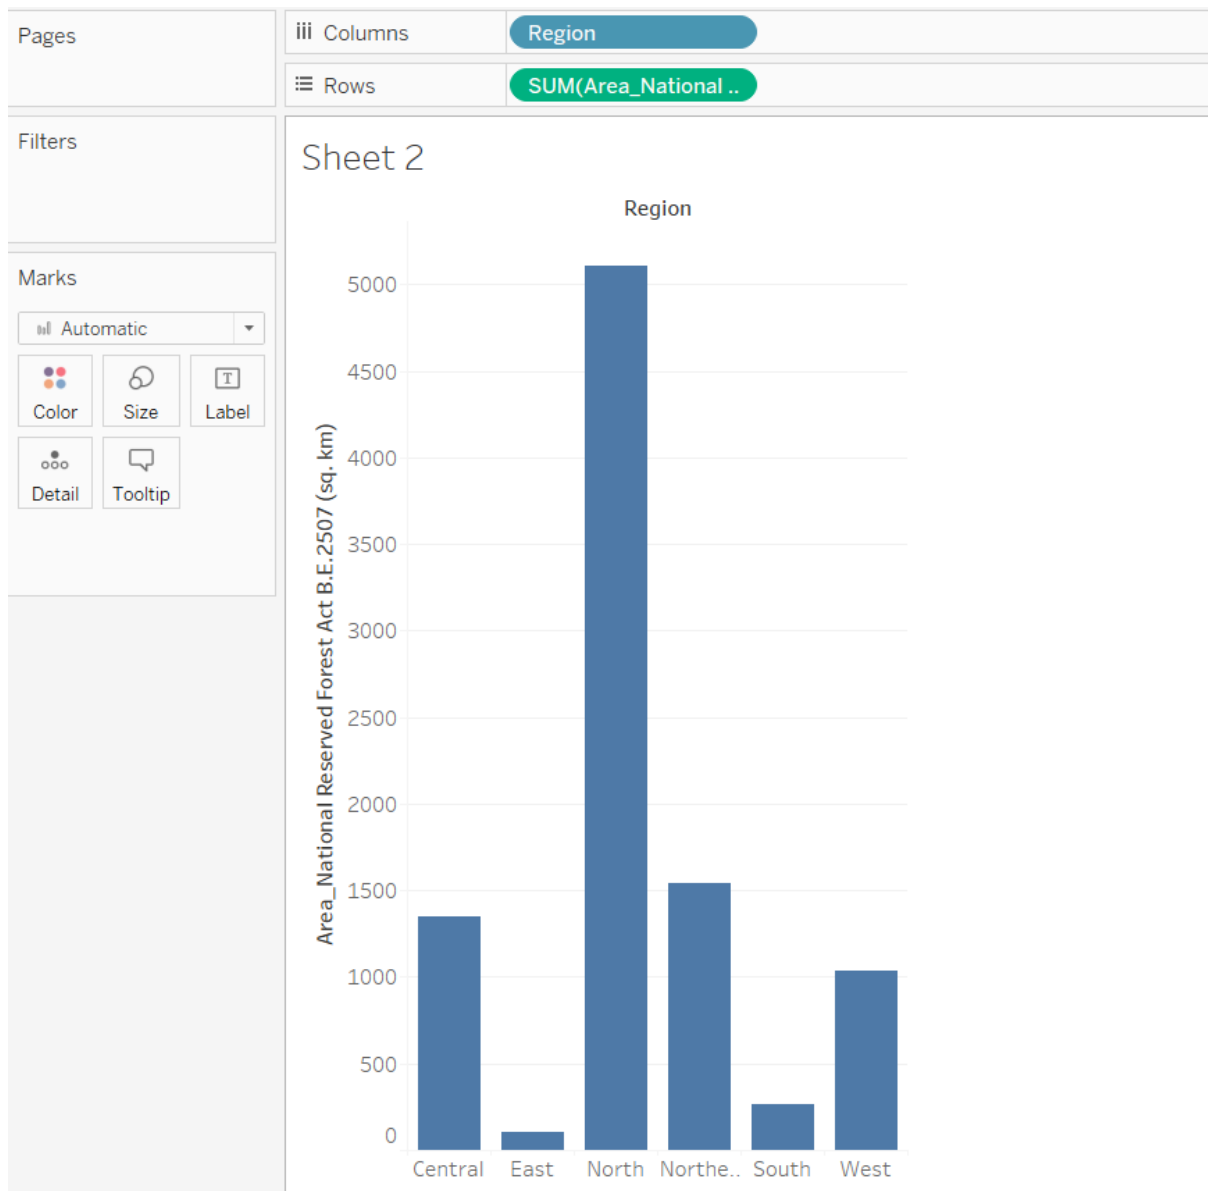 Pages
Columns
Region
Rows
SUM(Area_National ..
Filters
Sheet 2
Region
Marks
Automatic
Color
Size
Label
Detail
Tooltip
Area_National Reserved Forest Act B.E.2507 (sq. km)
5000
4500
4000
3500
3000
2500
2000
1500
1000
500
0
Central East North Northe.. South West